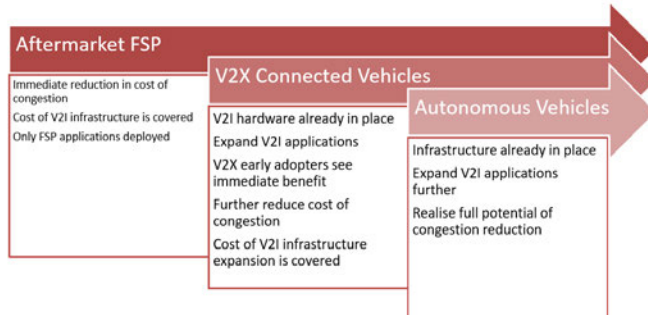 Aftermarket FSP
Immediate reduction in cost of
congestion
Cost of V2I infrastructure is covered
Only FSP applications deployed
V2X Connected Vehicles
V2I hardware already in place
Expand V2I applications
V2X early adopters see
immediate benefit
Further reduce cost of
congestion
Cost of V2I infrastructure
expansion is covered
Autonomous Vehicles
Infrastructure already in place
Expand V2I applications
further
Realise full potential of
congestion reduction